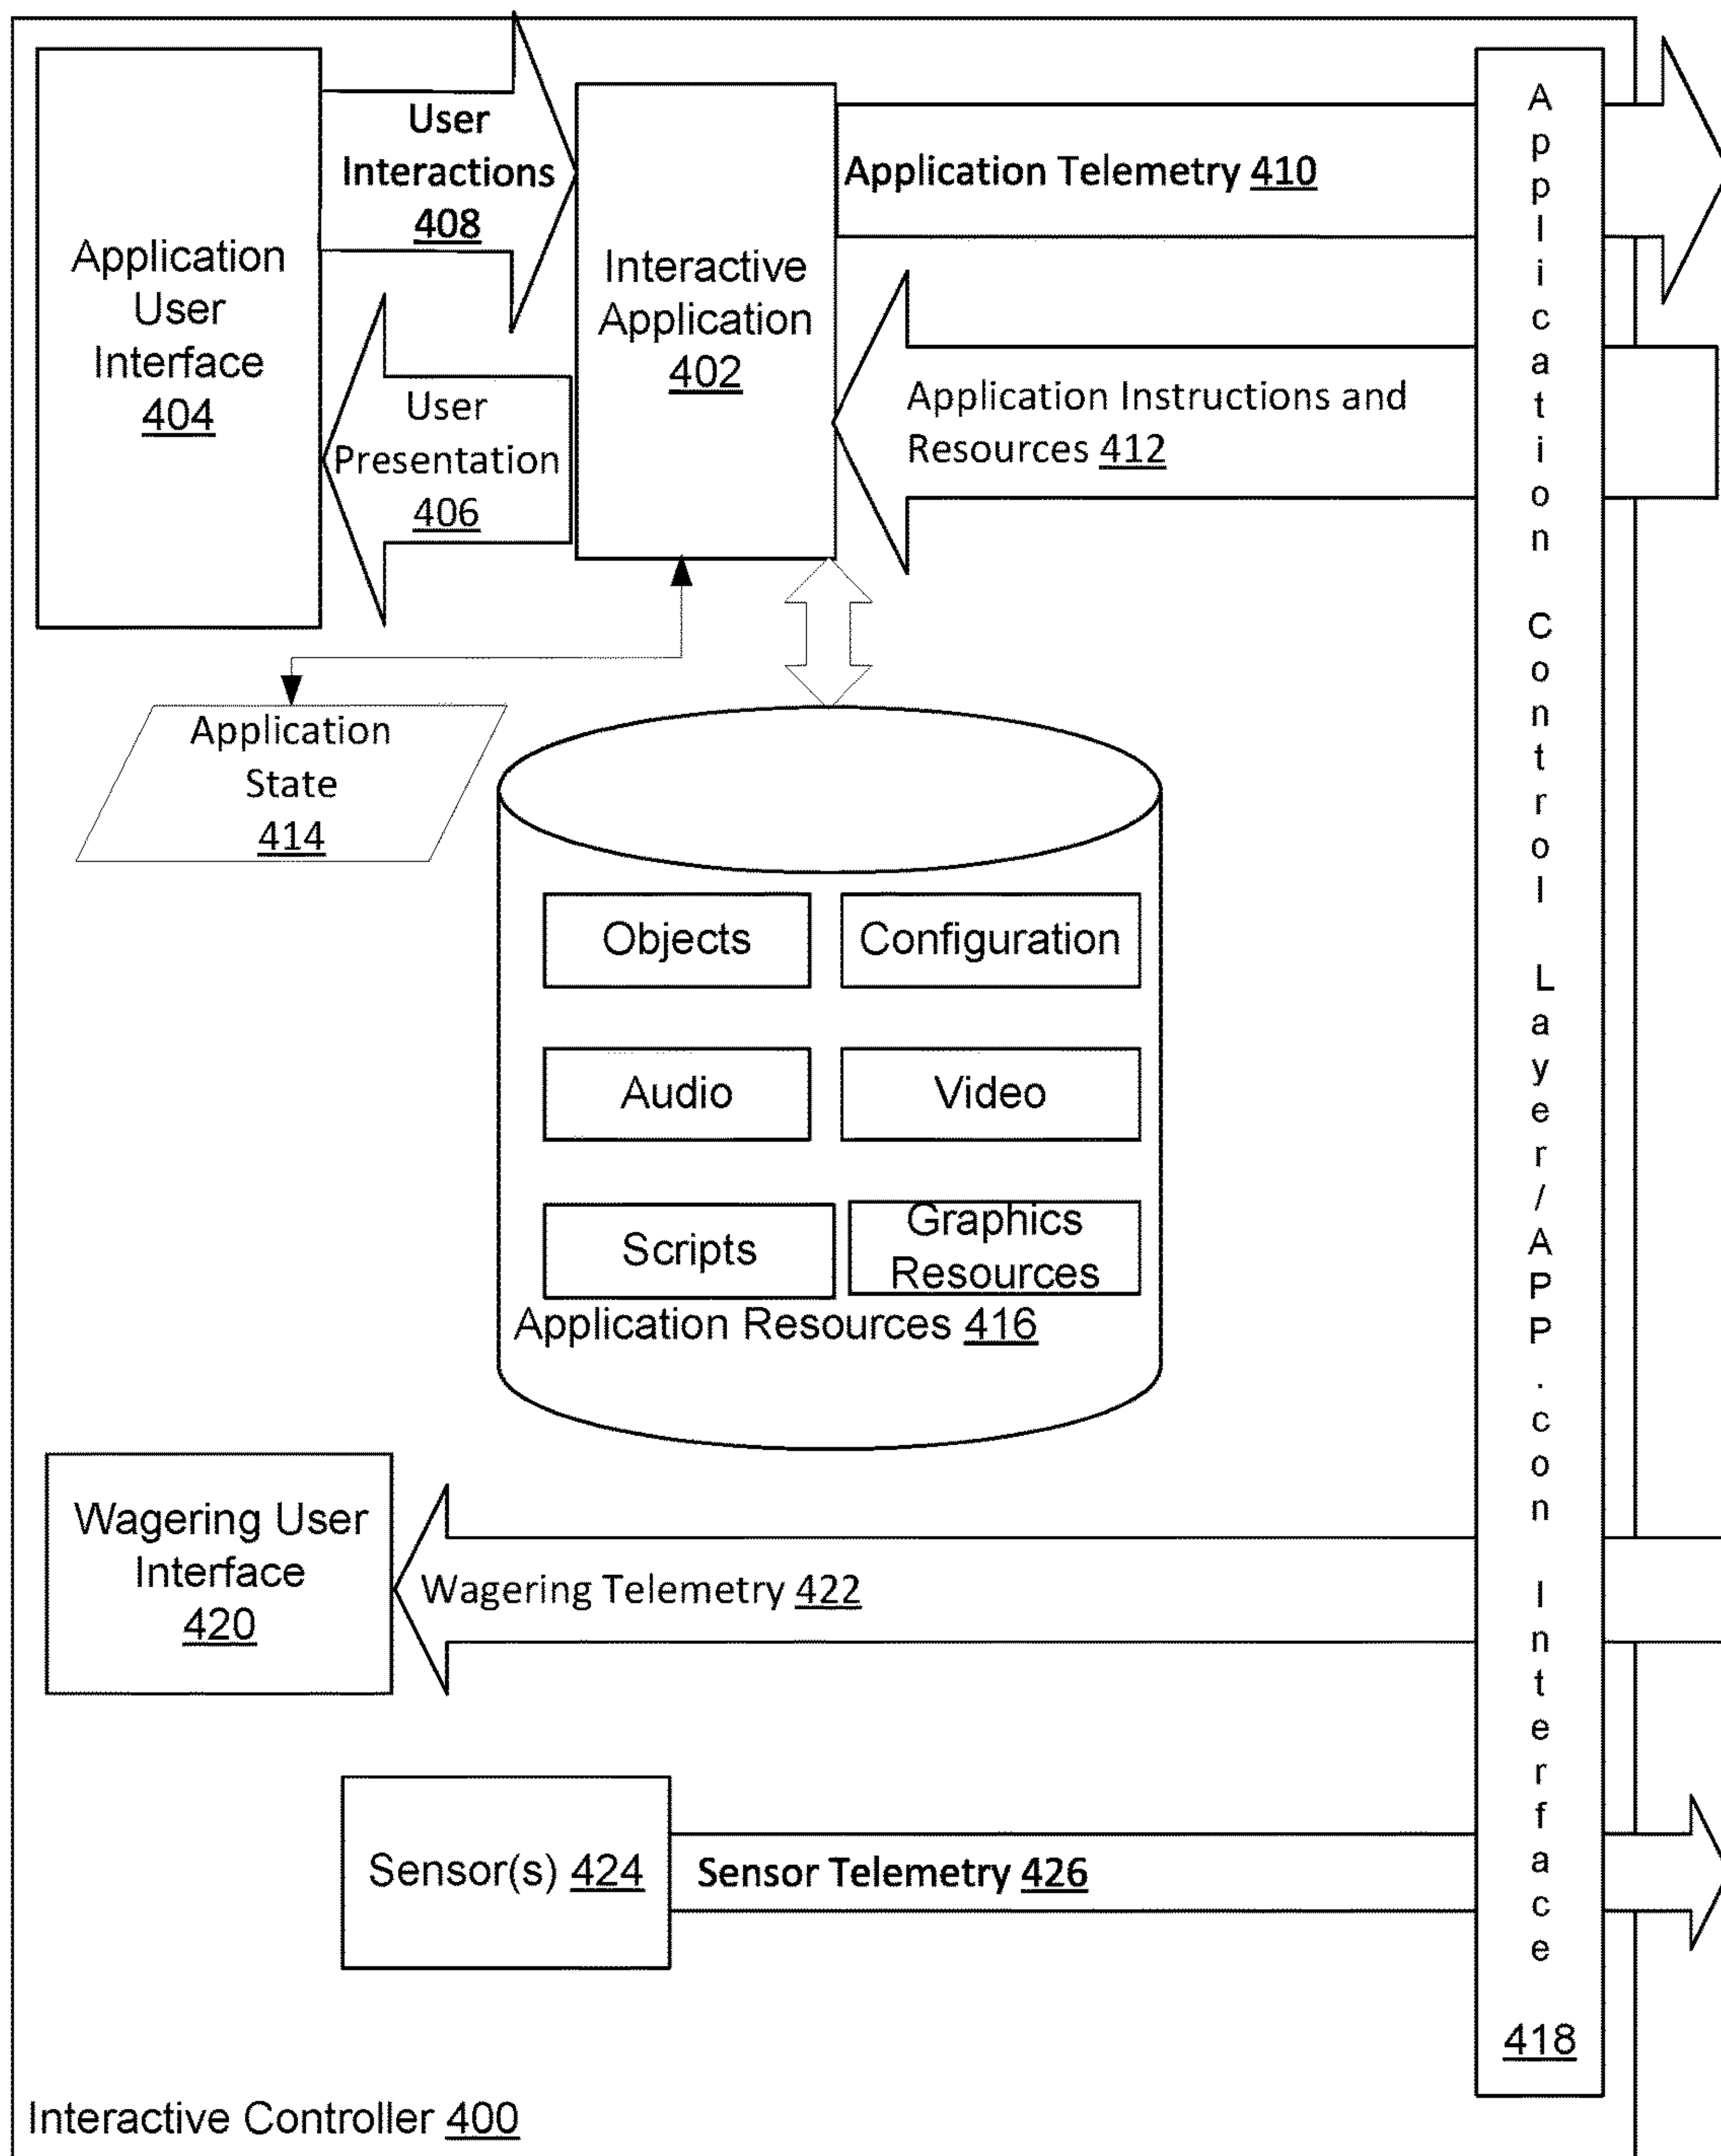 Application
User
Interface
404
User
Interactions
408
User
Presentation
406
Interactive
Application
402
Application Telemetry 410
Application Instructions and
Resources 412
Application
State
414
Objects
Configuration
Audio
Video
Scripts
Graphics
Resources
Application Resources 416
Wagering User
Interface
420
Wagering Telemetry 422
Sensor(s) 424
Sensor Telemetry 426
Application Control Layer/APP.con Interface
418
Interactive Controller 400